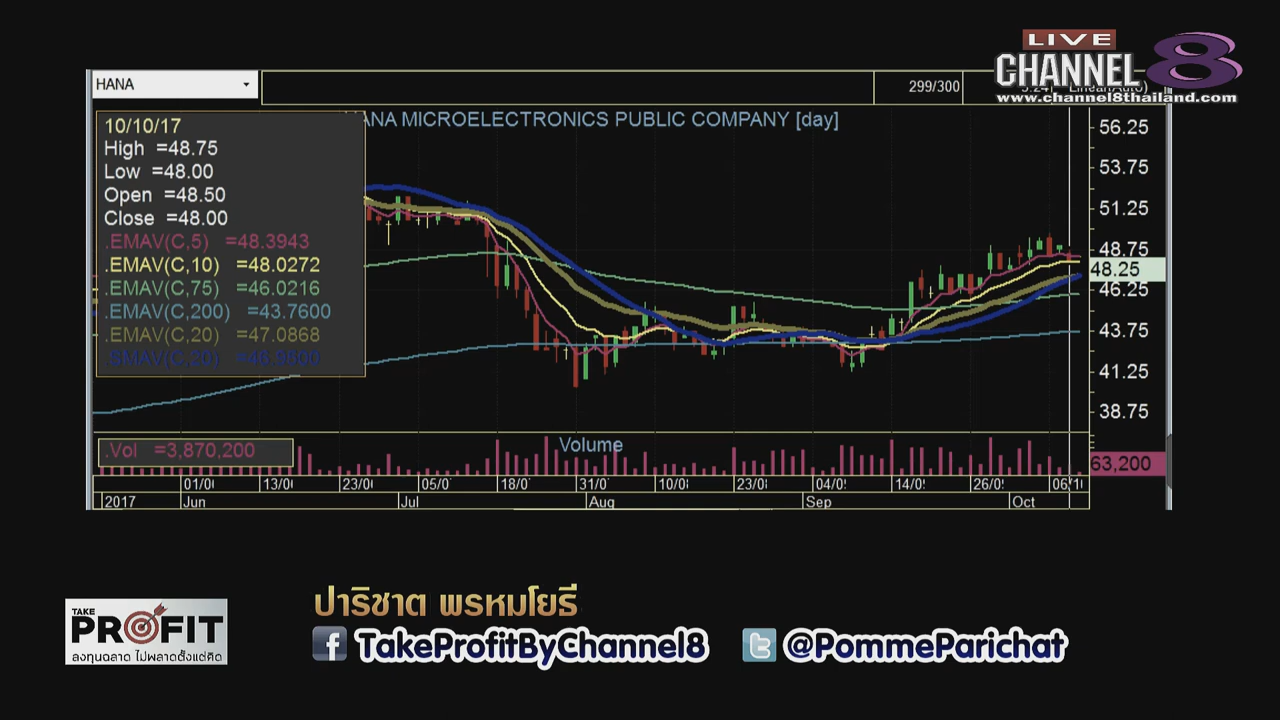 LIVE
CHANNEL 8
www.channel8thailand.com
HANA
299/300
10/10/17
High =48.75
Low =48.00
Open =48.50
Close =48.00
.EMAV(C,5) =48.3943
.EMAV(C,10) =48.0272
.EMAV(C,75) =46.0216
.EMAV(C,200) =43.7600
.EMAV(C,20) =47.0868
.SMAV(C,20)
HANA MICROELECTRONICS PUBLIC COMPANY [day]
56.25
53.75
51.25
48.75
48.25
46.25
43.75
41.25
38.75
.Vol =3,870,200
Volume
63,200
01/0 13/0 23/0 05/0 18/0 31/0 10/0 23/0 04/0 14/0 26/0 06/10
2017 Jun Jul Aug Sep Oct
TAKE
PROFIT
ลงทุนฉลาด ไม่พลาดตั้งแต่คิด
ปาริชาต พรหมโยธี
TakeProfitByChannel8
@PommeParichat